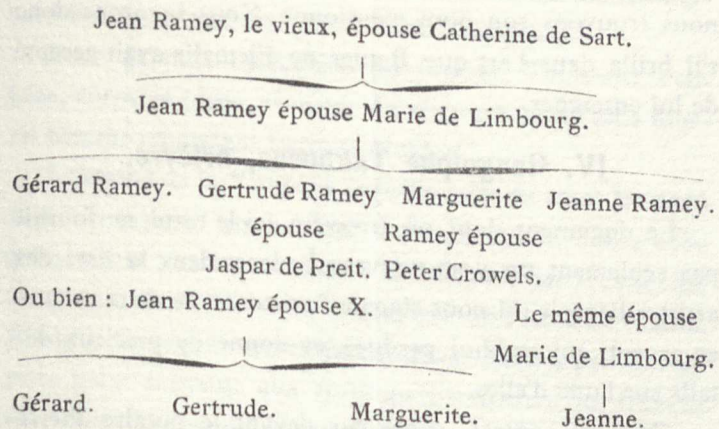 Jean Ramey, le vieux, épouse Catherine de Sart.
Jean Ramey épouse Marie de Limbourg.
Gérard Ramey. Gertrude Ramey Marguerite Jeanne Ramey.
épouse Ramey épouse
Jaspar de Preit. Peter Crowels.
Ou bien : Jean Ramey épouse X. Le même épouse
Marie de Limbourg.
Gérard. Gertrude. Marguerite. Jeanne.